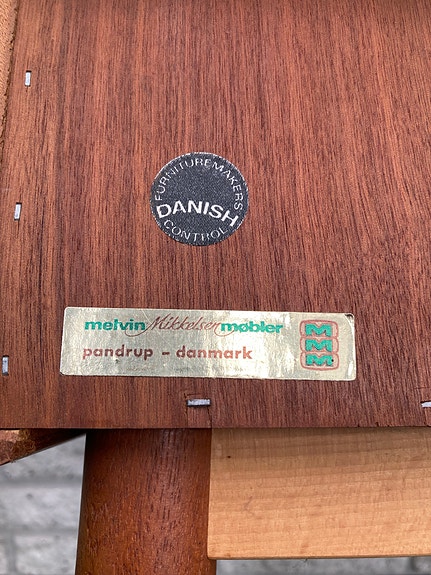 FURNITUREMAKERS
DANISH
CONTROL
melvin Mikkelsen møbler
pandrup - danmark
M
M
M